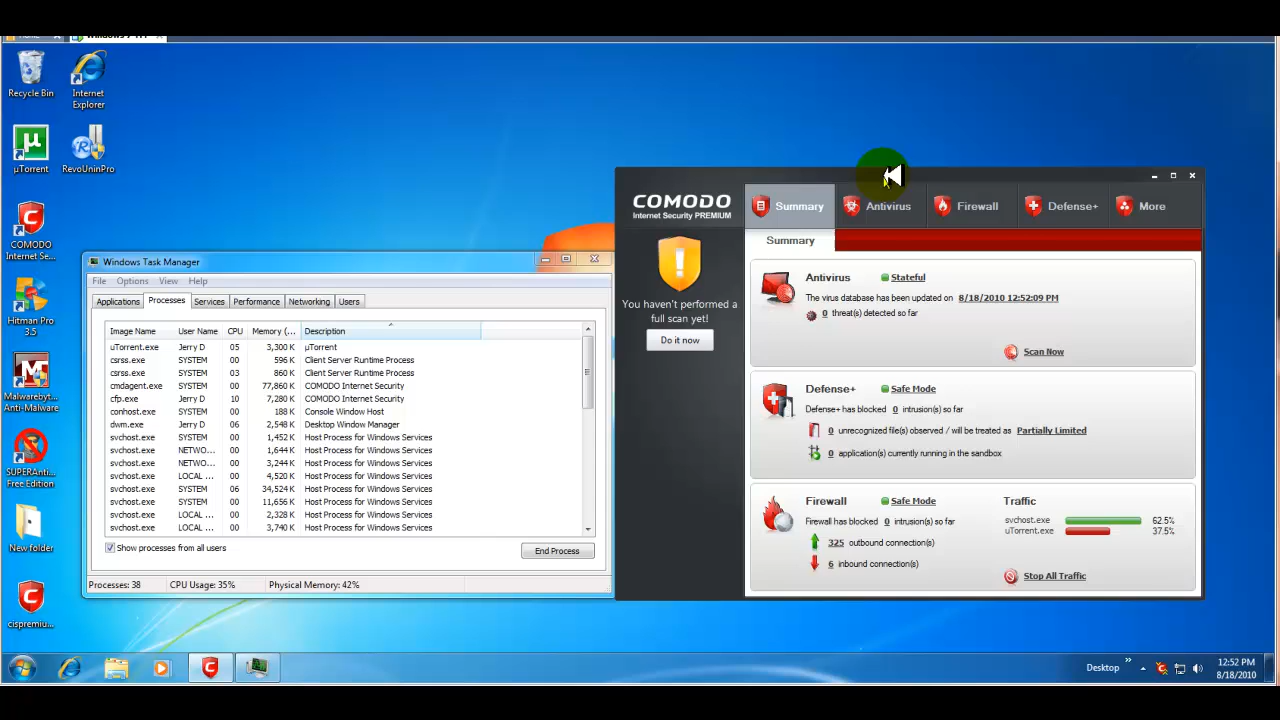 Recycle Bin
Internet
Explorer
µTorrent
RevoUninPro
COMODO
Internet Se...
Hitman Pro
3.5
Malwarebyt...
Anti-Malware
SUPERAnti...
Free Edition
New folder
cispremiu...
Windows Task Manager
File Options View Help
Applications Processes Services Performance Networking Users
Image Name User Name CPU Memory (... Description
uTorrent.exe Jerry D 05 3,300 K µTorrent
csrss.exe SYSTEM 00 596 K Client Server Runtime Process
csrss.exe SYSTEM 03 860 K Client Server Runtime Process
cmdagent.exe SYSTEM 00 77,860 K COMODO Internet Security
cfp.exe Jerry D 10 7,280 K COMODO Internet Security
conhost.exe SYSTEM 00 188 K Console Window Host
dwm.exe Jerry D 06 2,548 K Desktop Window Manager
svchost.exe SYSTEM 00 1,452 K Host Process for Windows Services
svchost.exe NETWO... 00 1,644 K Host Process for Windows Services
svchost.exe NETWO... 00 3,244 K Host Process for Windows Services
svchost.exe LOCAL ... 00 4,520 K Host Process for Windows Services
svchost.exe SYSTEM 06 34,524 K Host Process for Windows Services
svchost.exe SYSTEM 00 11,656 K Host Process for Windows Services
svchost.exe LOCAL ... 00 2,328 K Host Process for Windows Services
svchost.exe LOCAL ... 00 3,740 K Host Process for Windows Services
Show processes from all users
End Process
Processes: 38 CPU Usage: 35% Physical Memory: 42%
COMODO
Internet Security PREMIUM
Summary Antivirus Firewall Defense+ More
Summary
You haven't performed a
full scan yet!
Do it now
Antivirus Stateful
The virus database has been updated on 8/18/2010 12:52:09 PM
0 threat(s) detected so far
Scan Now
Defense+ Safe Mode
Defense+ has blocked 0 intrusion(s) so far
0 unrecognized file(s) observed / will be treated as Partially Limited
0 application(s) currently running in the sandbox
Firewall Safe Mode Traffic
Firewall has blocked 0 intrusion(s) so far
svchost.exe 62.5%
uTorrent.exe 37.5%
325 outbound connection(s)
6 inbound connection(s)
Stop All Traffic
Desktop
12:52 PM
8/18/2010